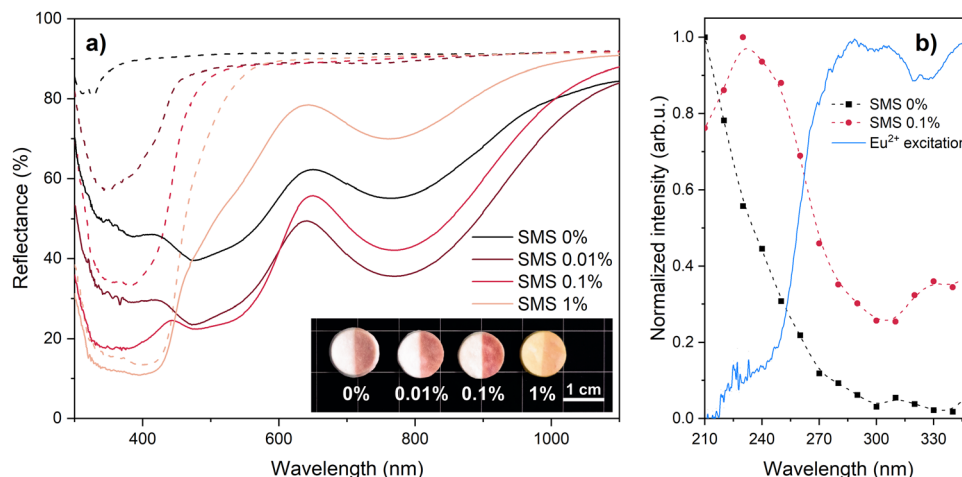 a)
100
80
60
40
20
0
Reflectance (%)
400
600
800
1000
Wavelength (nm)
SMS 0%
SMS 0.01%
SMS 0.1%
SMS 1%
0%
0.01%
0.1%
1%
1 cm
b)
1.0
0.8
0.6
0.4
0.2
0.0
Normalized intensity (arb.u.)
210
240
270
300
330
Wavelength (nm)
SMS 0%
SMS 0.1%
Eu²⁺ excitation